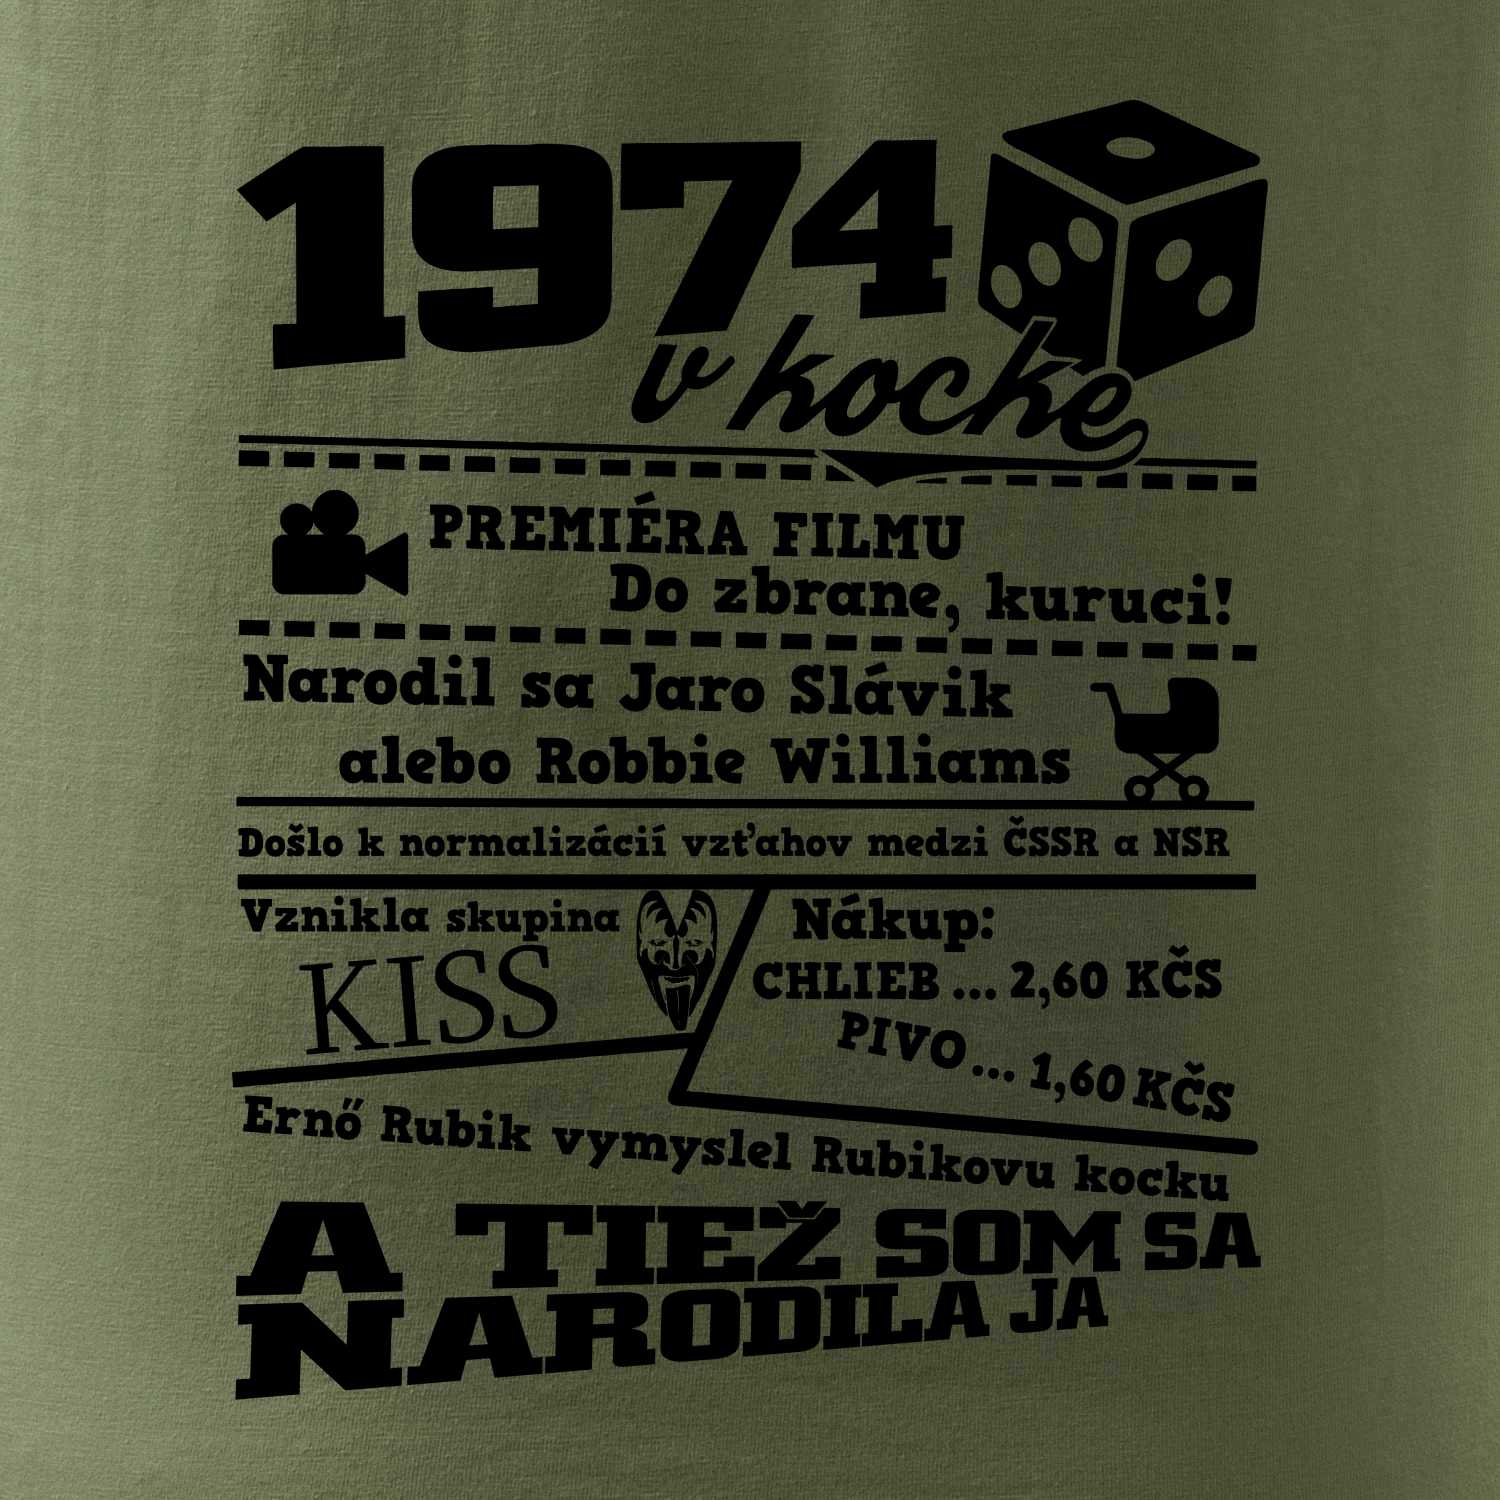 1974
v kocke
PREMIÉRA FILMU
Do zbrane, kuruci!
Narodil sa Jaro Slávik
alebo Robbie Williams
Došlo k normalizácií vzťahov medzi ČSSR a NSR
Vznikla skupina
KISS
Nákup:
CHLIEB ... 2,60 KČS
PIVO ... 1,60 KČS
Ernő Rubik vymyslel Rubikovu kocku
A TIEŽ SOM SA
NARODILA JA